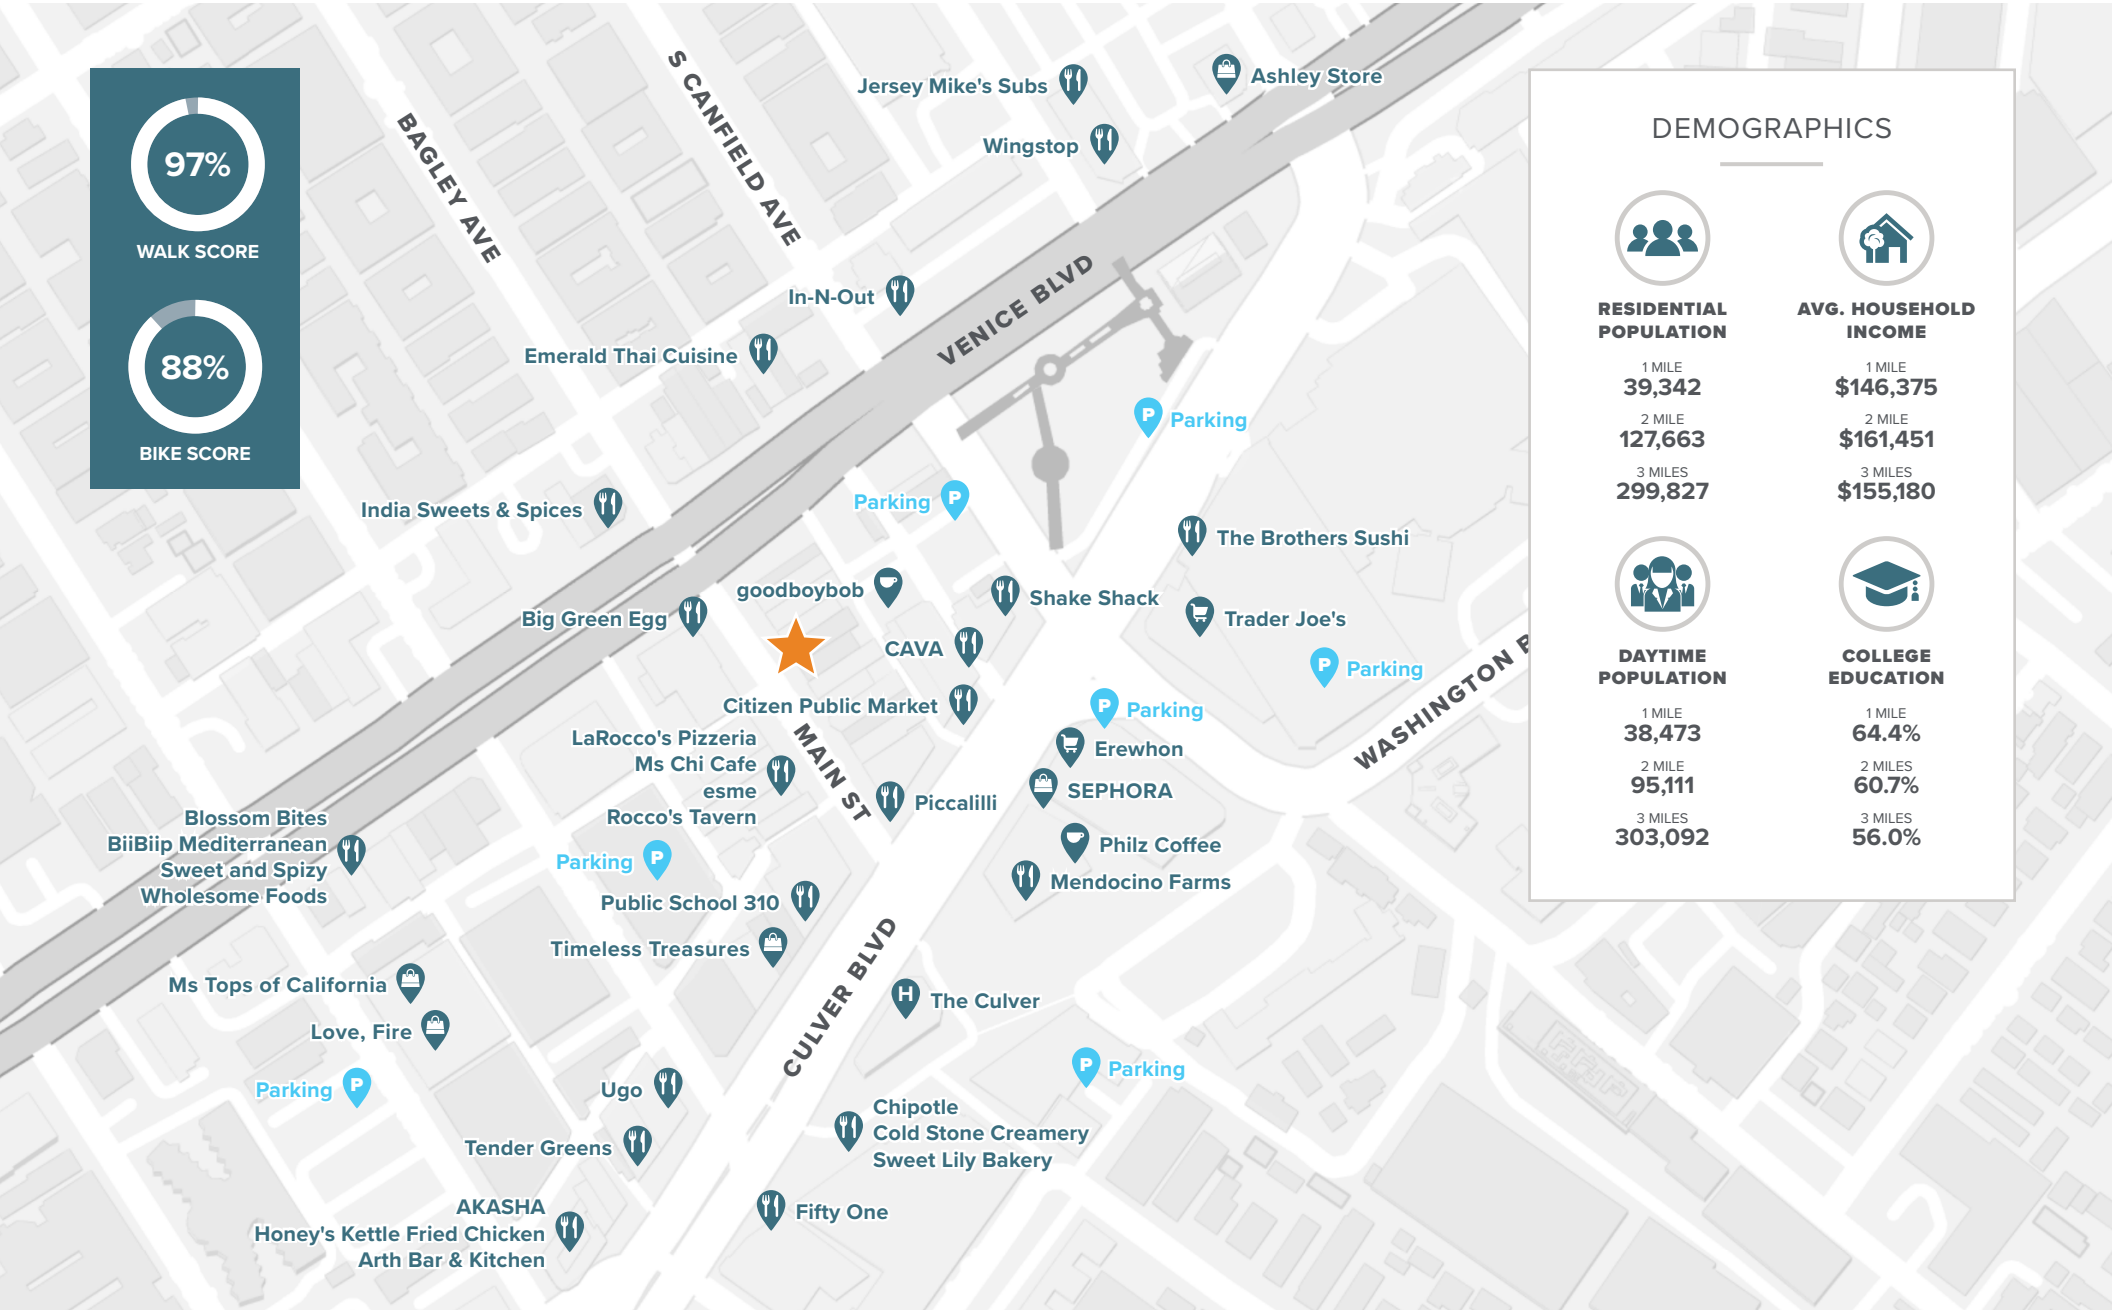 97%
WALK SCORE
88%
BIKE SCORE
BAGLEY AVE
S CANFIELD AVE
Jersey Mike's Subs
Ashley Store
Wingstop
In-N-Out
VENICE BLVD
Emerald Thai Cuisine
P Parking
India Sweets & Spices
Parking P
The Brothers Sushi
goodboybob
Shake Shack
Big Green Egg
Trader Joe's
CAVA
P Parking
Citizen Public Market
P Parking
WASHINGTON B
MAIN ST
LaRocco's Pizzeria
Ms Chi Cafe
esme
Rocco's Tavern
Erewhon
SEPHORA
Piccalilli
Blossom Bites
BiiBiip Mediterranean
Sweet and Spizy
Wholesome Foods
Parking P
Philz Coffee
Mendocino Farms
Public School 310
Timeless Treasures
CULVER BLVD
Ms Tops of California
H The Culver
Love, Fire
Parking P
P Parking
Ugo
Chipotle
Cold Stone Creamery
Sweet Lily Bakery
Tender Greens
AKASHA
Honey's Kettle Fried Chicken
Arth Bar & Kitchen
Fifty One
DEMOGRAPHICS
RESIDENTIAL
POPULATION
1 MILE
39,342
2 MILE
127,663
3 MILES
299,827
AVG. HOUSEHOLD
INCOME
1 MILE
$146,375
2 MILE
$161,451
3 MILES
$155,180
DAYTIME
POPULATION
1 MILE
38,473
2 MILE
95,111
3 MILES
303,092
COLLEGE
EDUCATION
1 MILE
64.4%
2 MILES
60.7%
3 MILES
56.0%